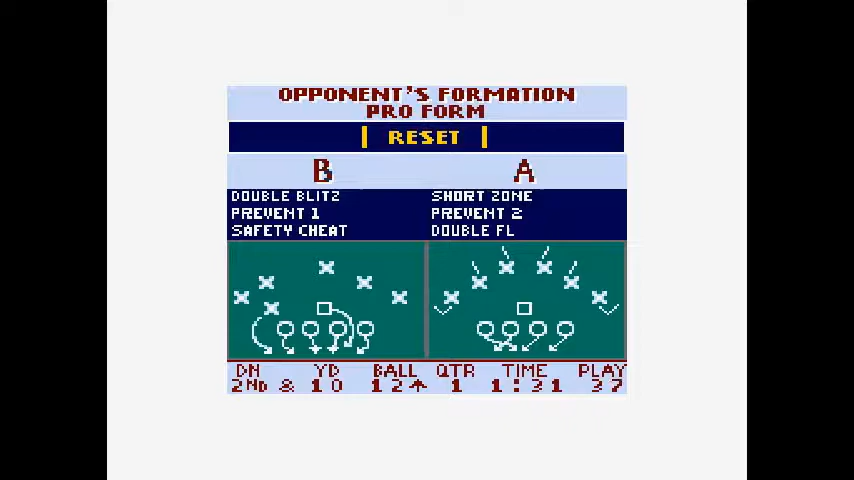 OPPONENT'S FORMATION
PRO FORM
RESET
B A
DOUBLE BLITZ SHORT ZONE
PREVENT 1 PREVENT 2
SAFETY CHEAT DOUBLE FL
DN YD BALL QTR TIME PLAY
2ND & 10 12↑ 1 1:31 37